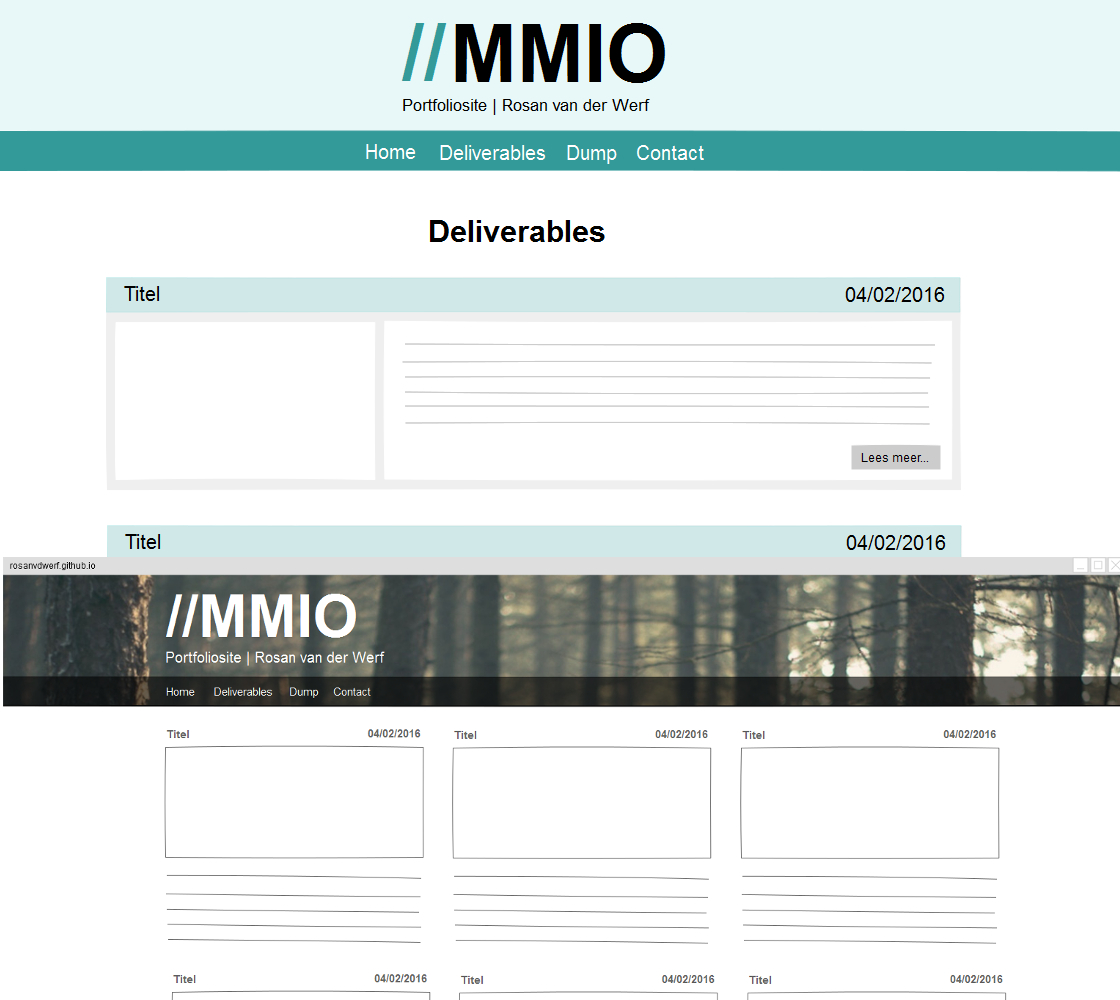 //MMIO
Portfoliosite | Rosan van der Werf
Home Deliverables Dump Contact
Deliverables
Titel 04/02/2016
Lees meer...
Titel 04/02/2016
rosanvdwerf.github.io
//MMIO
Portfoliosite | Rosan van der Werf
Home Deliverables Dump Contact
Titel 04/02/2016 Titel 04/02/2016 Titel 04/02/2016
Titel 04/02/2016 Titel 04/02/2016 Titel 04/02/2016